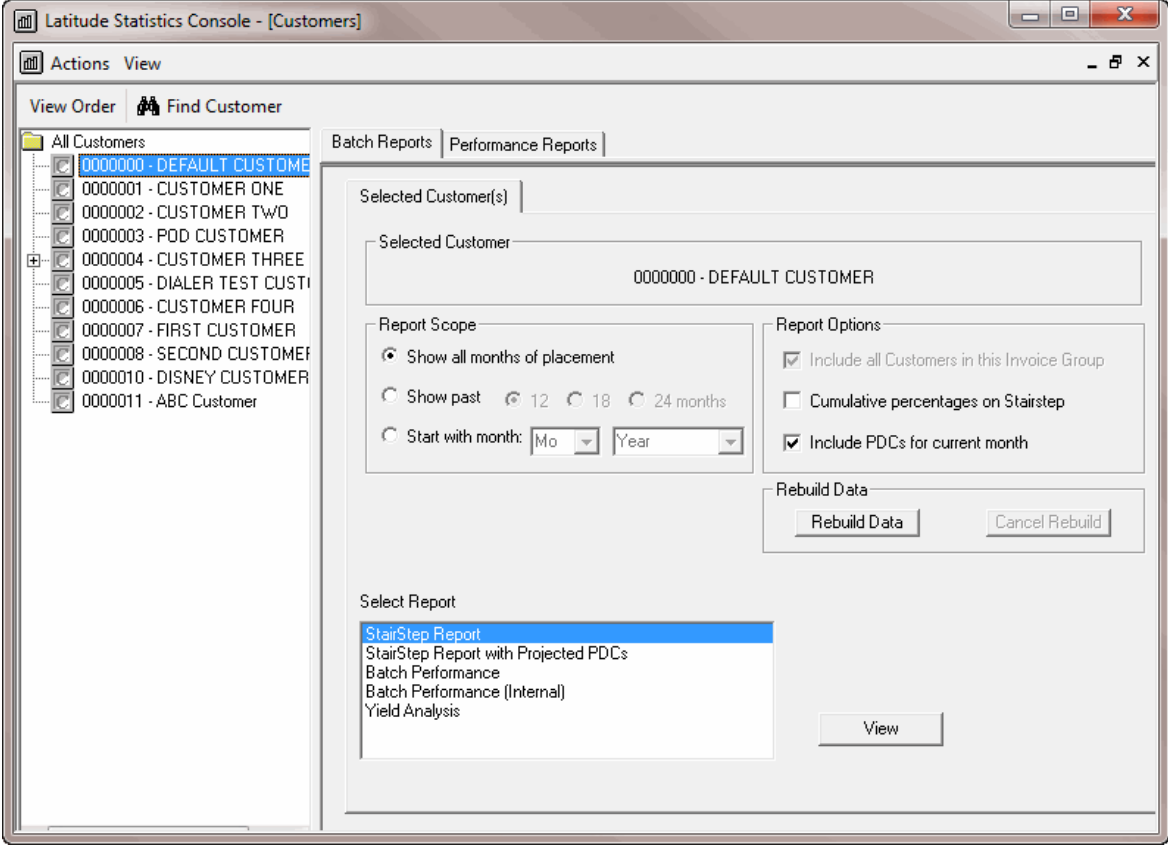 Latitude Statistics Console - [Customers]
Actions View
View Order Find Customer
All Customers
0000000 - DEFAULT CUSTOME
0000001 - CUSTOMER ONE
0000002 - CUSTOMER TWO
0000003 - POD CUSTOMER
0000004 - CUSTOMER THREE
0000005 - DIALER TEST CUST
0000006 - CUSTOMER FOUR
0000007 - FIRST CUSTOMER
0000008 - SECOND CUSTOMER
0000010 - DISNEY CUSTOMER
0000011 - ABC Customer
Batch Reports Performance Reports
Selected Customer(s)
Selected Customer
0000000 - DEFAULT CUSTOMER
Report Scope
Show all months of placement
Show past 12 18 24 months
Start with month: Mo Year
Report Options
Include all Customers in this Invoice Group
Cumulative percentages on Stairstep
Include PDCs for current month
Rebuild Data
Rebuild Data Cancel Rebuild
Select Report
StairStep Report
StairStep Report with Projected PDCs
Batch Performance
Batch Performance (Internal)
Yield Analysis
View